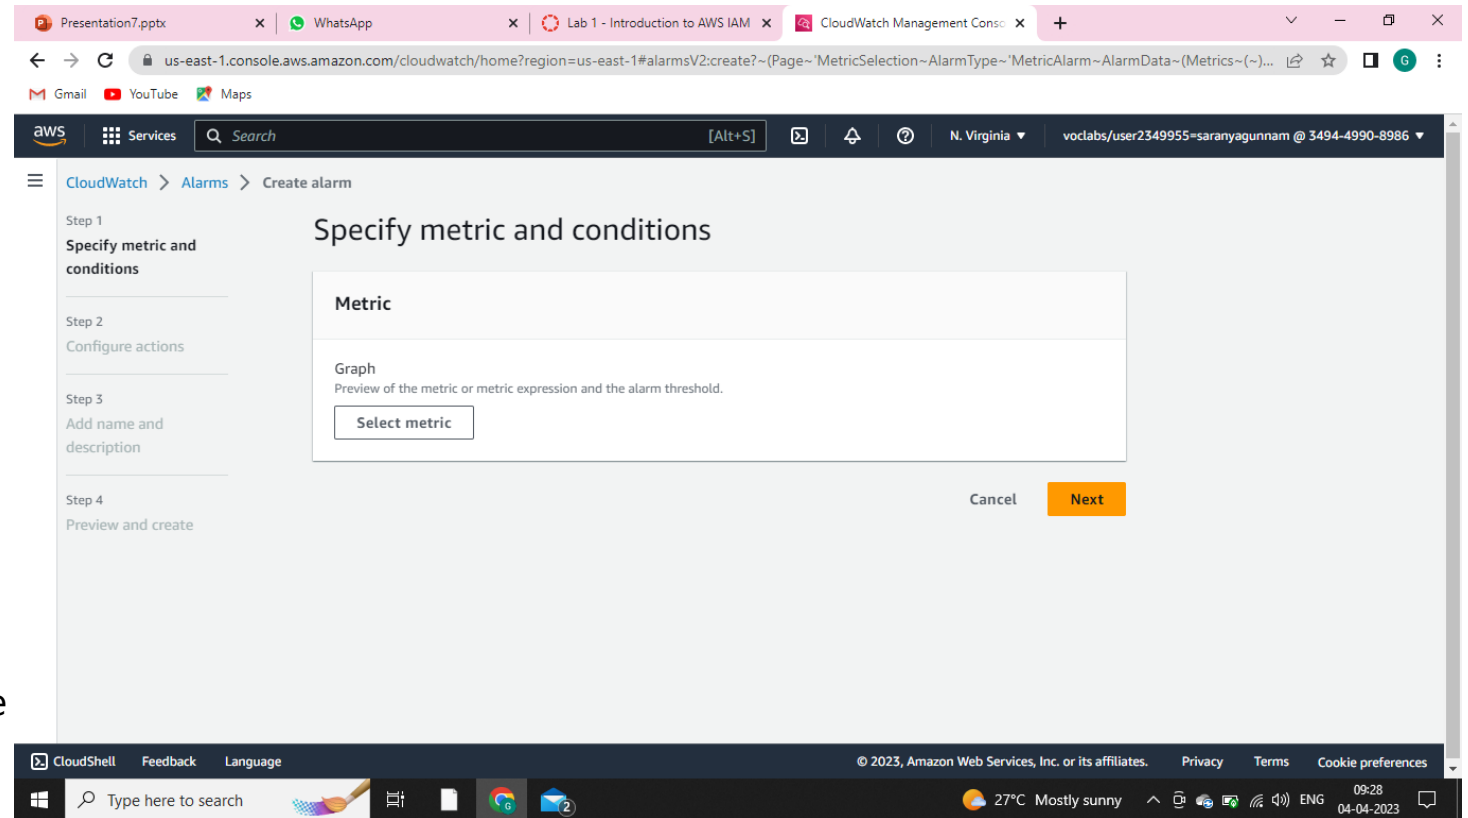 Presentation7.pptx
WhatsApp
Lab 1 - Introduction to AWS IAM
CloudWatch Management Conso
us-east-1.console.aws.amazon.com/cloudwatch/home?region=us-east-1#alarmsV2:create?~(Page~'MetricSelection~AlarmType~'MetricAlarm~AlarmData~(Metrics~(~)...
G
Gmail
YouTube
Maps
aws
Services
Search
[Alt+S]
N. Virginia
voclabs/user2349955=saranyagunnam @ 3494-4990-8986
CloudWatch > Alarms > Create alarm
Step 1
Specify metric and
conditions
Step 2
Configure actions
Step 3
Add name and
description
Step 4
Preview and create
Specify metric and conditions
Metric
Graph
Preview of the metric or metric expression and the alarm threshold.
Select metric
Cancel
Next
e
CloudShell
Feedback
Language
© 2023, Amazon Web Services, Inc. or its affiliates.
Privacy
Terms
Cookie preferences
Type here to search
2
27°C Mostly sunny
ENG
09:28
04-04-2023